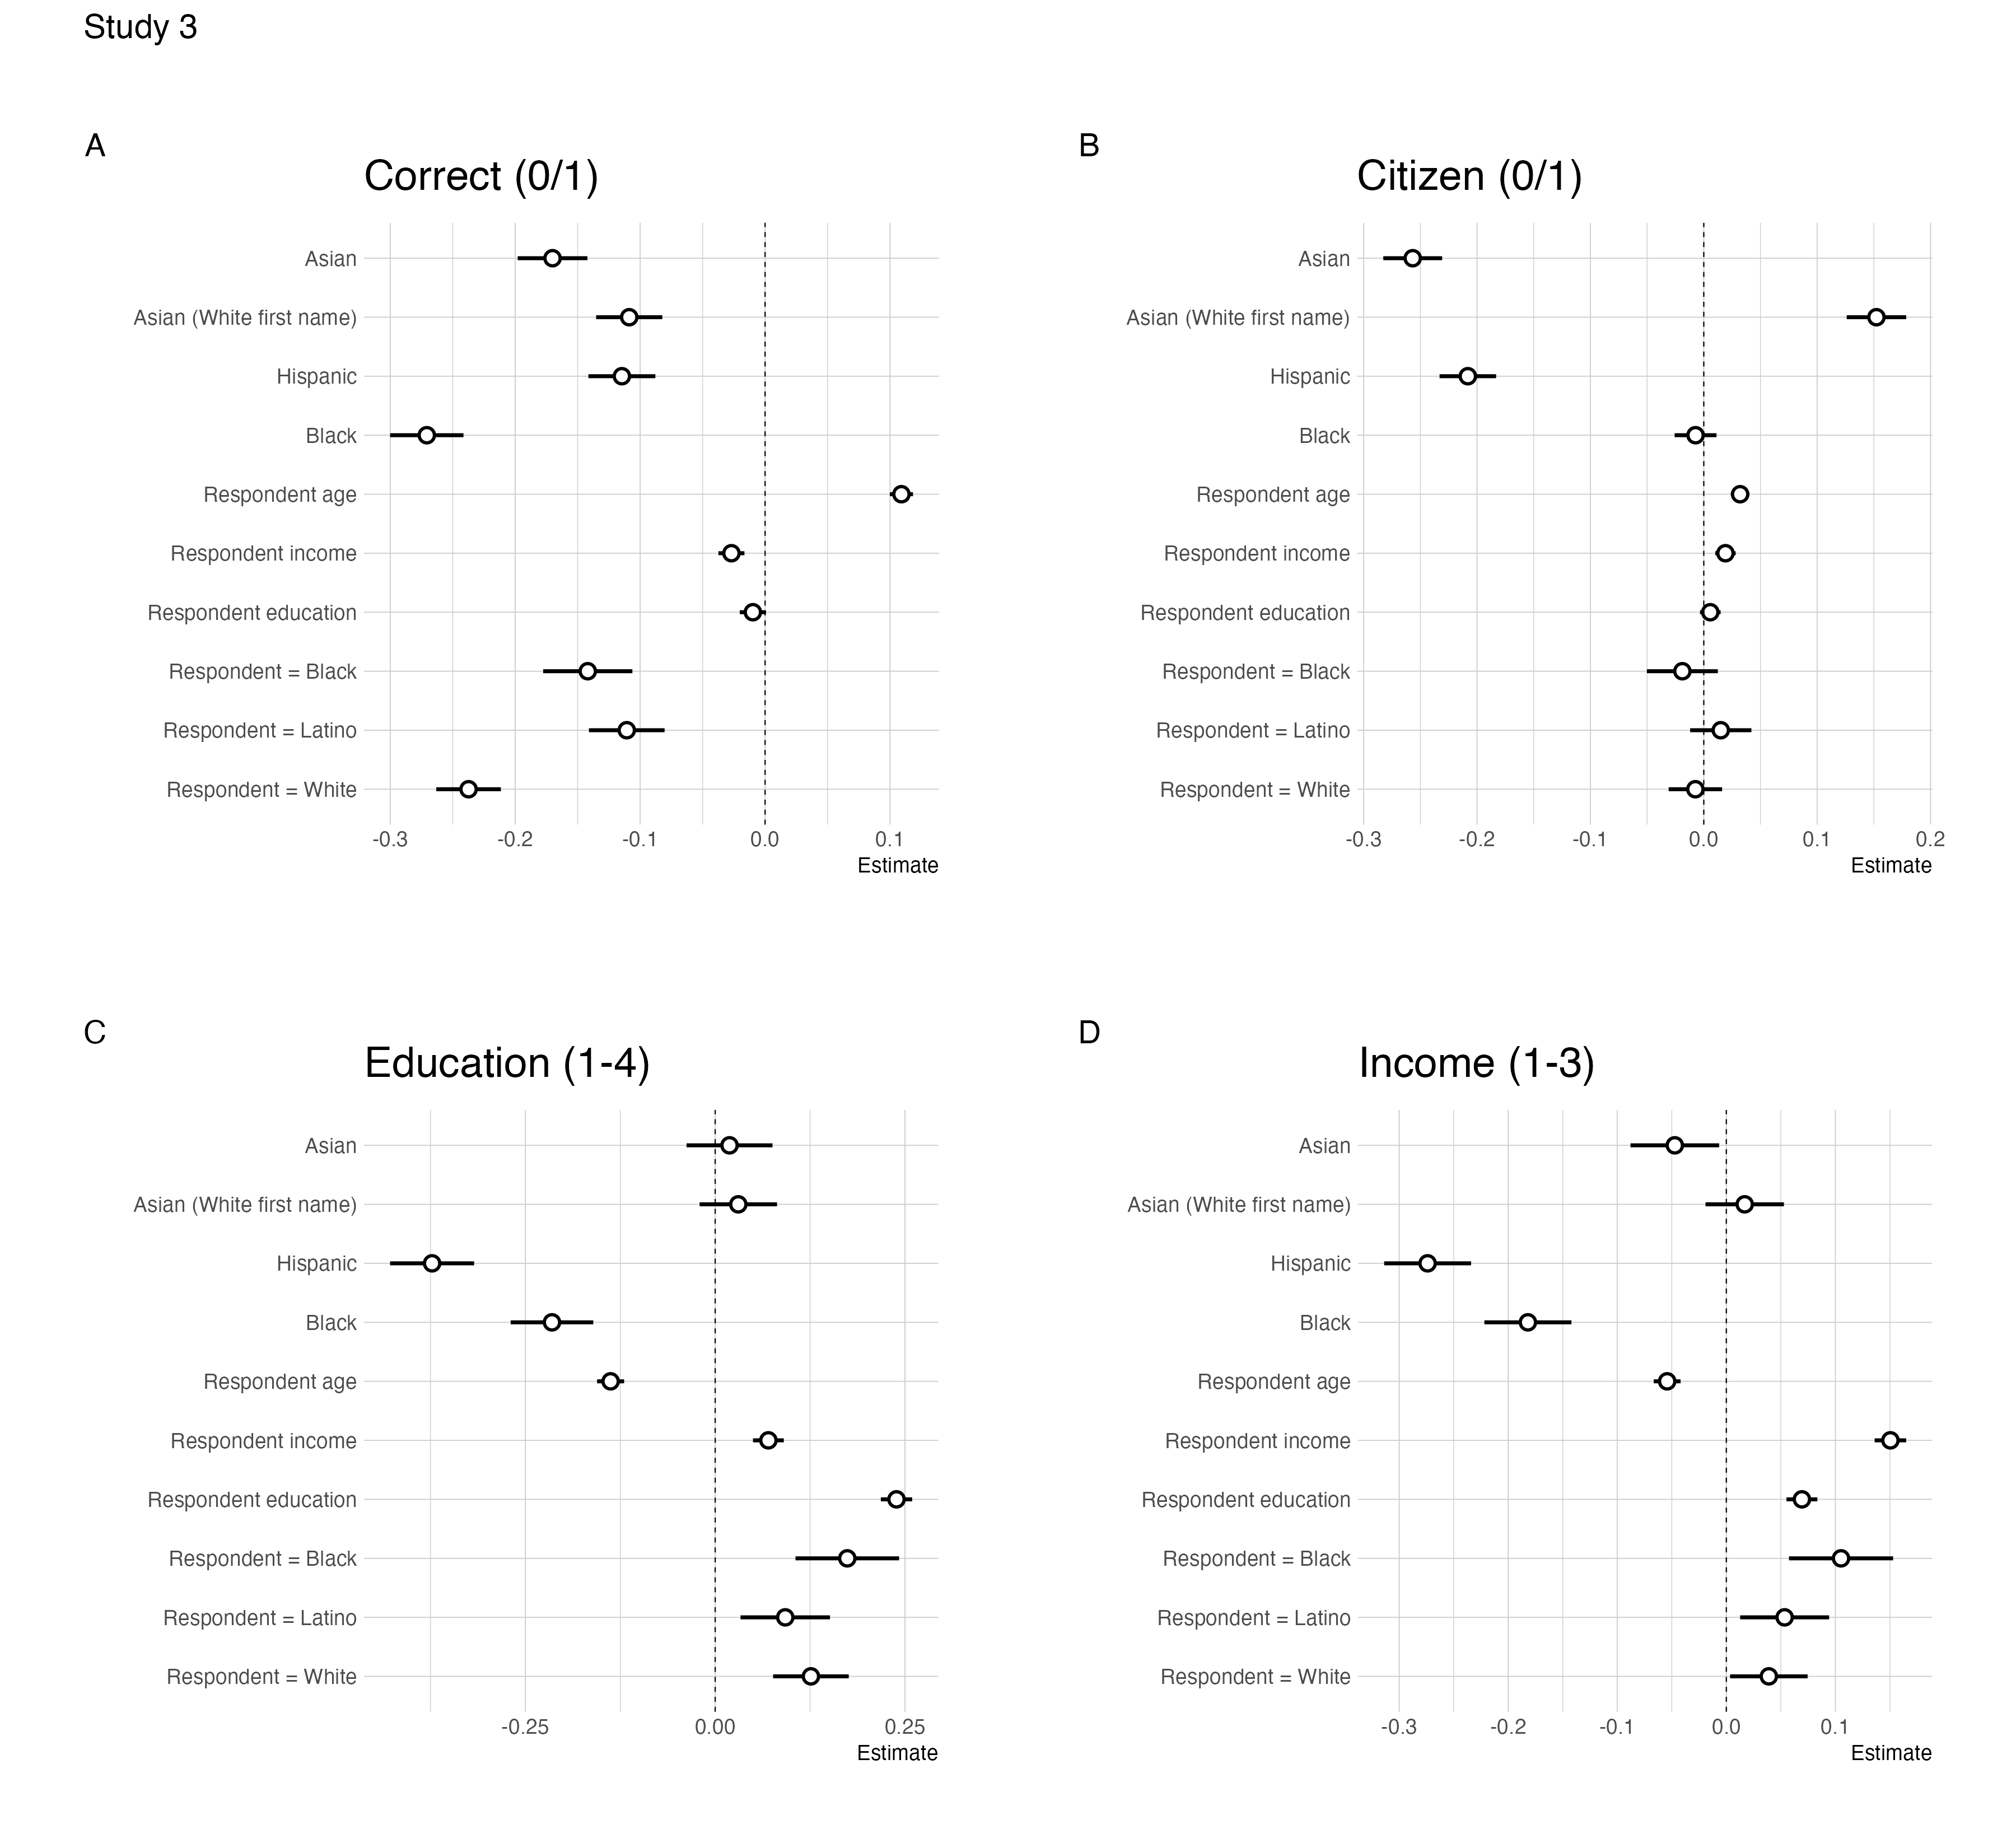 Study 3
A
Correct (0/1)
Asian
Asian (White first name)
Hispanic
Black
Respondent age
Respondent income
Respondent education
Respondent = Black
Respondent = Latino
Respondent = White
-0.3 -0.2 -0.1 0.0 0.1
Estimate
B
Citizen (0/1)
Asian
Asian (White first name)
Hispanic
Black
Respondent age
Respondent income
Respondent education
Respondent = Black
Respondent = Latino
Respondent = White
-0.3 -0.2 -0.1 0.0 0.1 0.2
Estimate
C
Education (1-4)
Asian
Asian (White first name)
Hispanic
Black
Respondent age
Respondent income
Respondent education
Respondent = Black
Respondent = Latino
Respondent = White
-0.25 0.00 0.25
Estimate
D
Income (1-3)
Asian
Asian (White first name)
Hispanic
Black
Respondent age
Respondent income
Respondent education
Respondent = Black
Respondent = Latino
Respondent = White
-0.3 -0.2 -0.1 0.0 0.1
Estimate